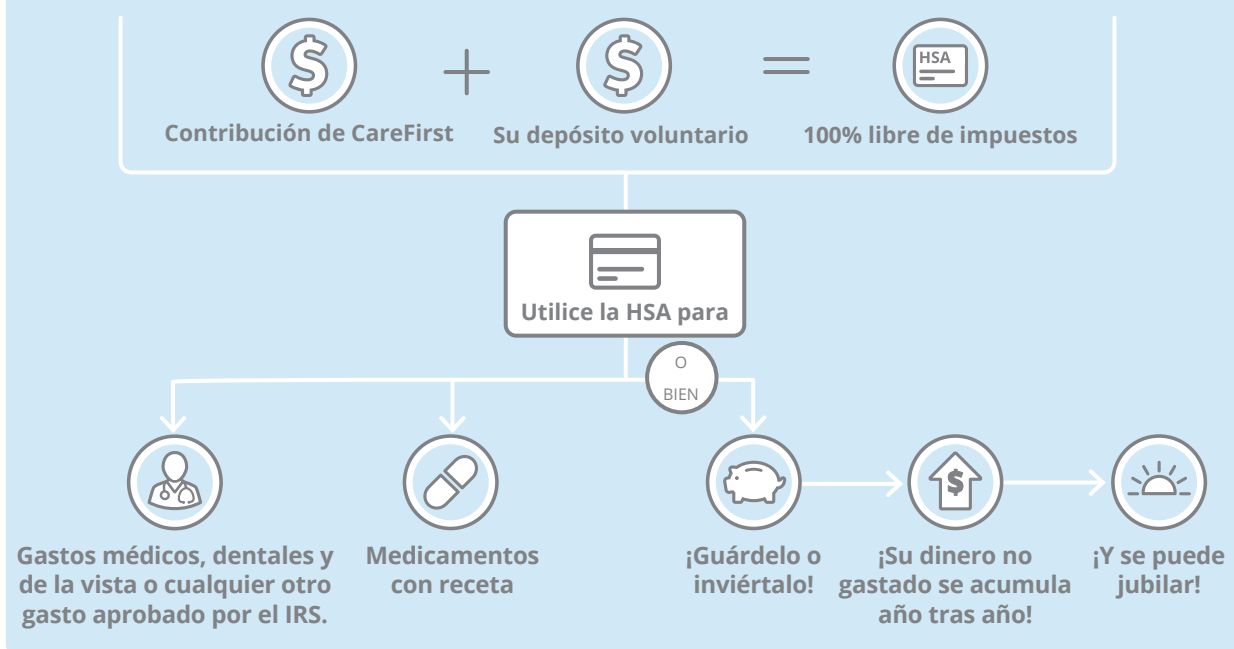 $
$
HSA
Contribución de CareFirst
Su depósito voluntario
100% libre de impuestos
Utilice la HSA para
O
BIEN
$
Gastos médicos, dentales y
de la vista o cualquier otro
gasto aprobado por el IRS.
Medicamentos
con receta
¡Guárdelo o
inviértalo!
¡Su dinero no
gastado se acumula
año tras año!
¡Y se puede
jubilar!